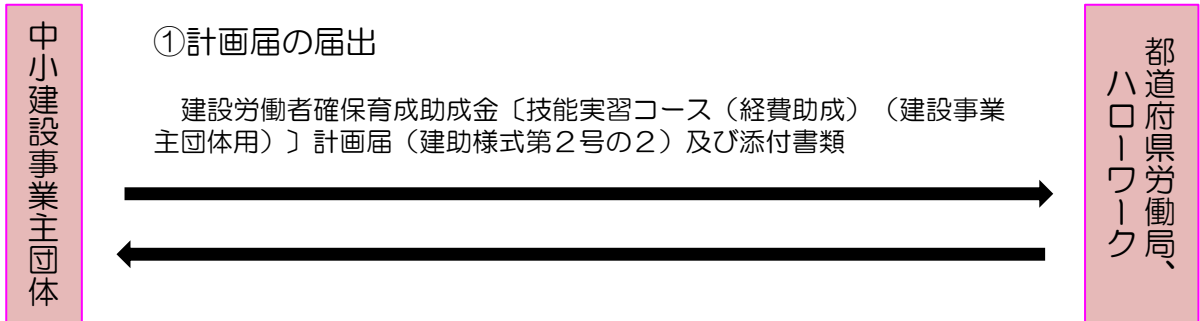 中小建設事業主団体
①計画届の届出
建設労働者確保育成助成金〔技能実習コース（経費助成）（建設事業
主団体用）〕計画届（建助様式第２号の２）及び添付書類
都道府県労働局、
ハローワーク